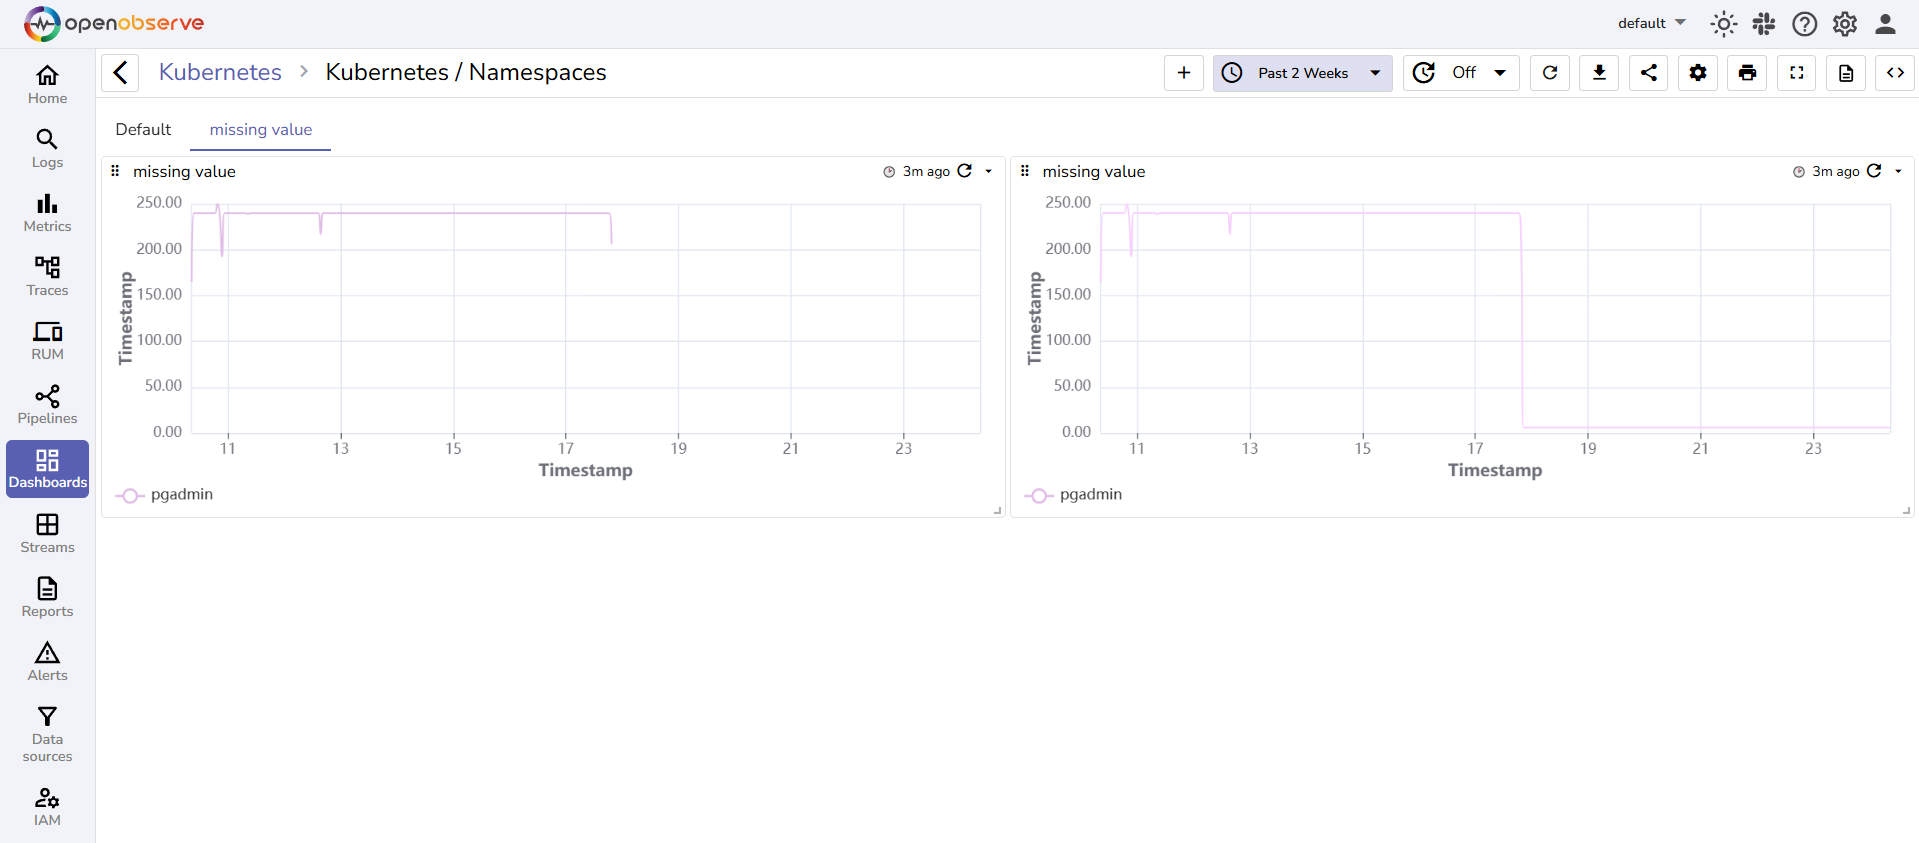 openobserve
default
Kubernetes > Kubernetes / Namespaces
Past 2 Weeks
Off
Home
Logs
Metrics
Traces
RUM
Pipelines
Dashboards
Streams
Reports
Alerts
Data
sources
IAM
Default
missing value
missing value
3m ago
250.00
200.00
150.00
100.00
50.00
0.00
Timestamp
11 13 15 17 19 21 23
Timestamp
pgadmin
missing value
3m ago
250.00
200.00
150.00
100.00
50.00
0.00
Timestamp
11 13 15 17 19 21 23
Timestamp
pgadmin